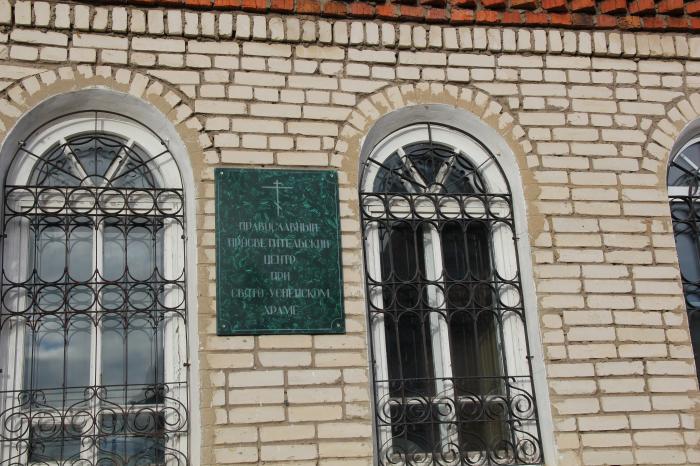 ПРАВОСЛАВНЫЙ
ПРОСВЕТИТЕЛЬСКИЙ
ЦЕНТР
ПРИ
СВЯТО-УСПЕНСКОМ
ХРАМЕ